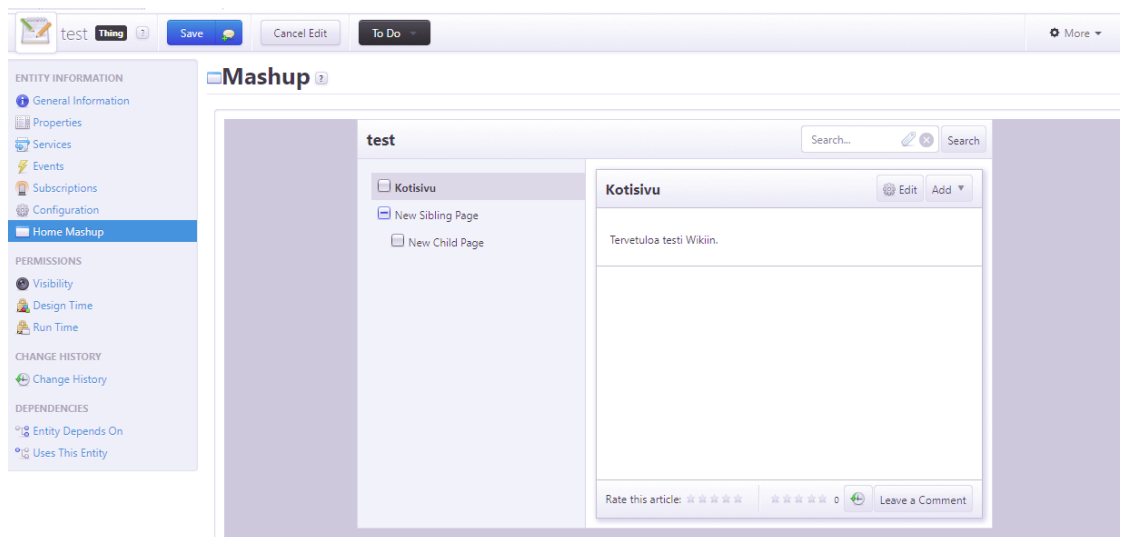 test Thing ? Save Cancel Edit To Do More
ENTITY INFORMATION
General Information
Properties
Services
Events
Subscriptions
Configuration
Home Mashup
PERMISSIONS
Visibility
Design Time
Run Time
CHANGE HISTORY
Change History
DEPENDENCIES
Entity Depends On
Uses This Entity
Mashup ?
test Search... Search
Kotisivu
New Sibling Page
New Child Page
Kotisivu Edit Add
Tervetuloa testi Wikiin.
Rate this article: 0 Leave a Comment